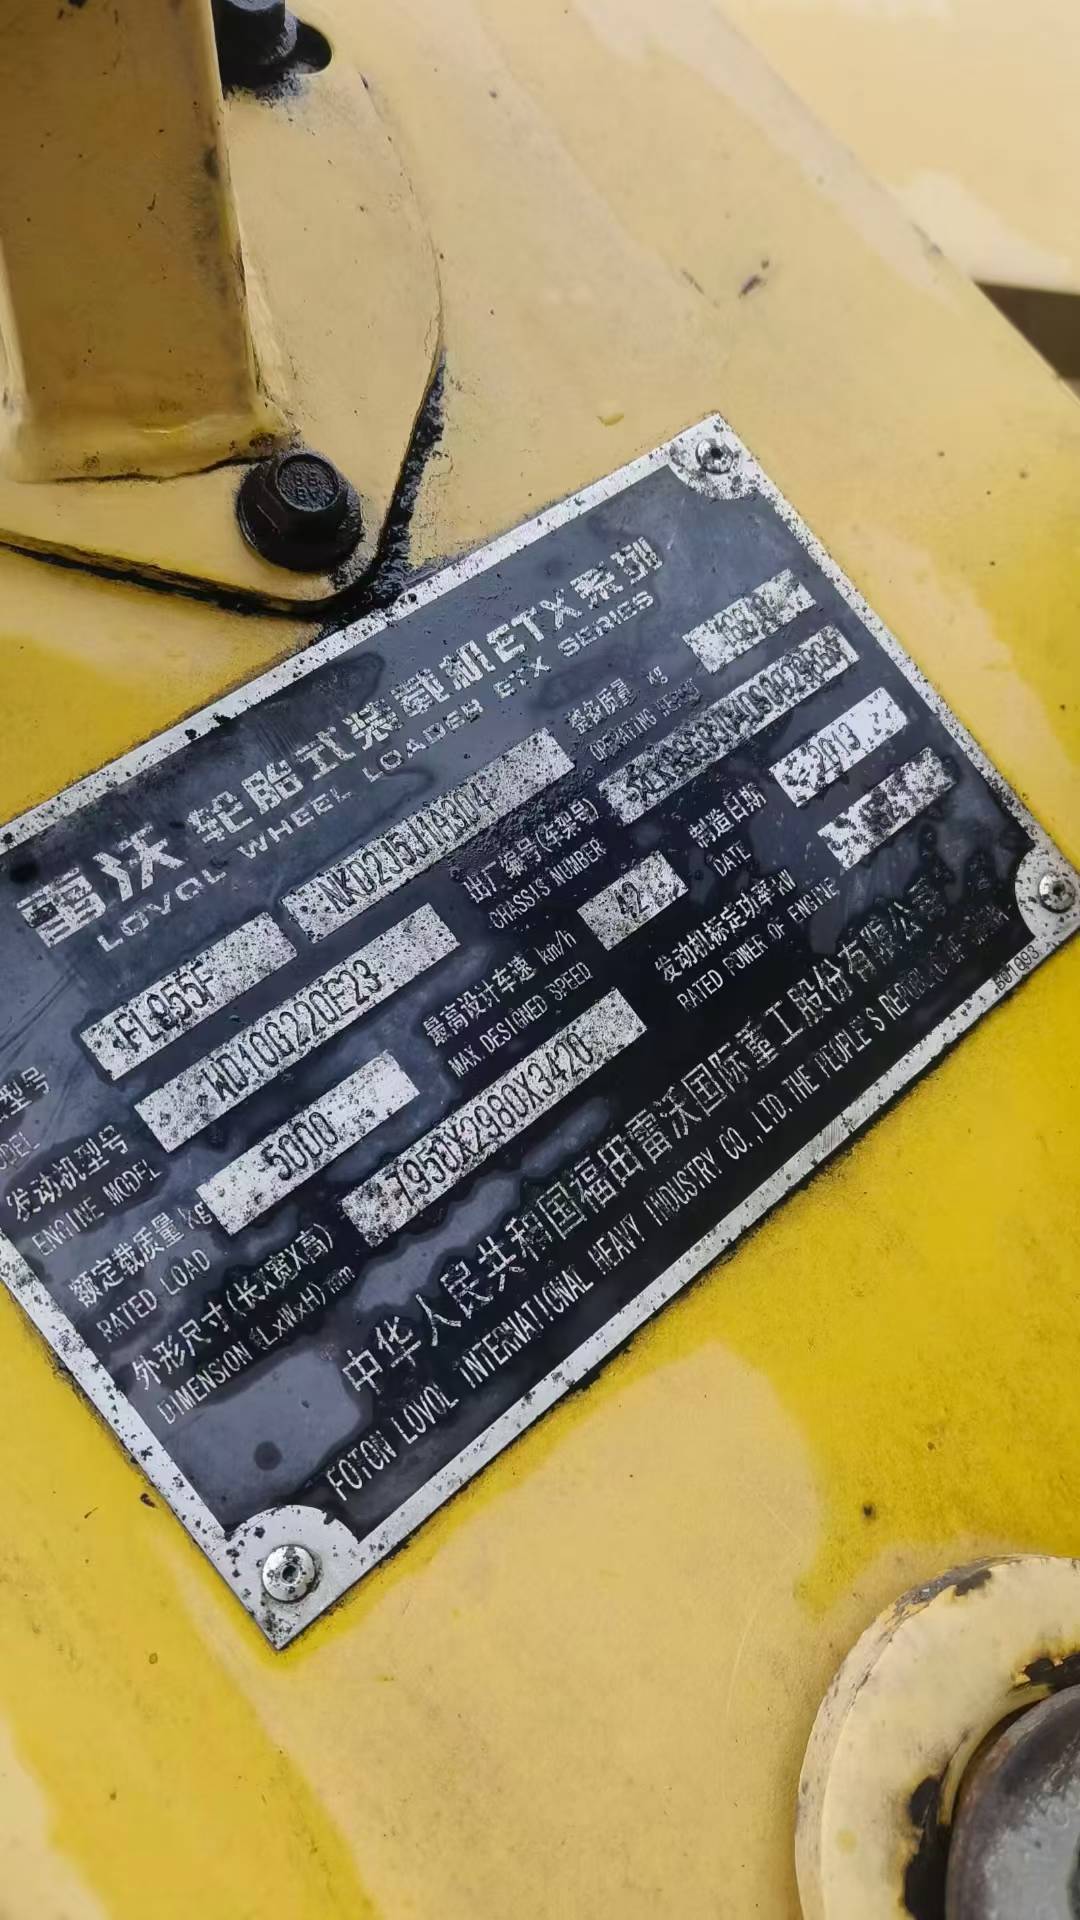 雷沃 轮胎式装载机ETX系列
LOVOL WHEEL LOADER ETX SERIES
型号 FL955F NKD2J5J1G304 装备质量 kg
OPERATING WEIGHT
发动机型号 WD10G220E23 出厂编号(车架号)
ENGINE MODEL CHASSIS NUMBER
额定载质量 kg 5000 最高设计车速 km/h 42 制造日期 2013
RATED LOAD MAX.DESIGNED SPEED DATE
外形尺寸(长X宽X高) 7950X2980X3420 发动机标定功率 kW
DIMENSION (LxWxH) mm RATED POWER OF ENGINE
中华人民共和国福田雷沃国际重工股份有限公司
FOTON LOVOL INTERNATIONAL HEAVY INDUSTRY CO.,LTD.THE PEOPLE'S REPUBLIC OF CHINA